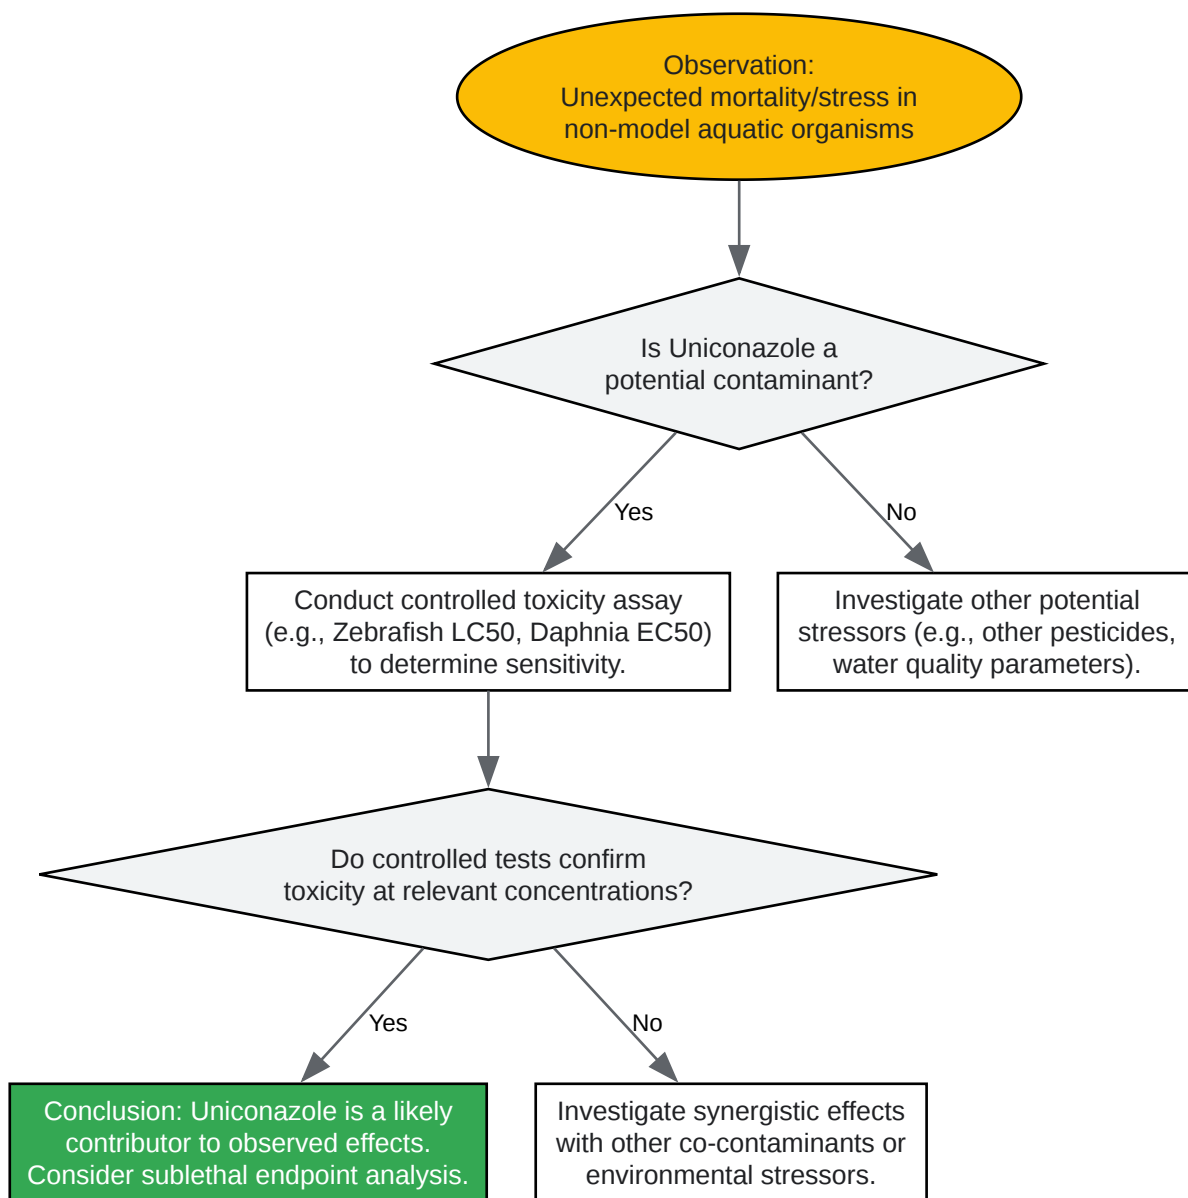 Observation:
Unexpected mortality/stress in
non-model aquatic organisms
Is Uniconazole a
potential contaminant?
Yes
No
Conduct controlled toxicity assay
(e.g., Zebrafish LC50, Daphnia EC50)
to determine sensitivity.
Investigate other potential
stressors (e.g., other pesticides,
water quality parameters).
Do controlled tests confirm
toxicity at relevant concentrations?
Yes
No
Conclusion: Uniconazole is a likely
contributor to observed effects.
Consider sublethal endpoint analysis.
Investigate synergistic effects
with other co-contaminants or
environmental stressors.